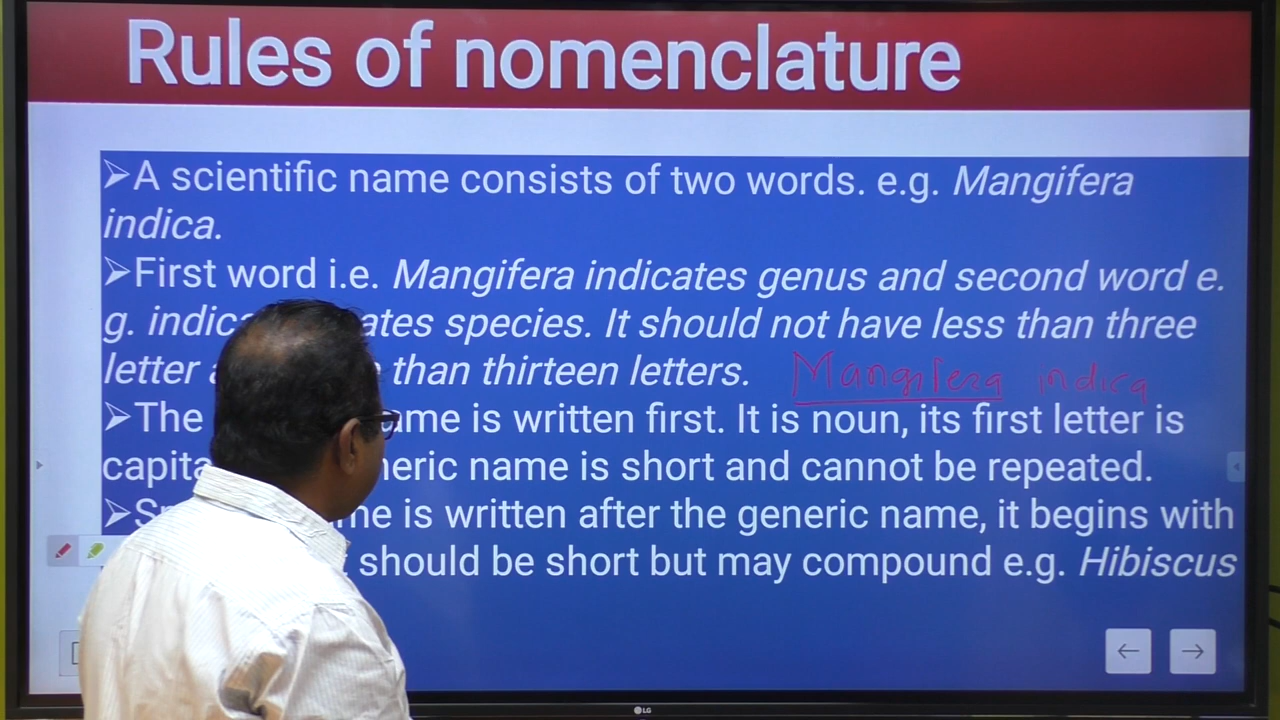 Rules of nomenclature
➢A scientific name consists of two words. e.g. Mangifera
indica.
➢First word i.e. Mangifera indicates genus and second word e.
g. indic ates species. It should not have less than three
letter than thirteen letters. Mangifera indica
➢The ame is written first. It is noun, its first letter is
capita neric name is short and cannot be repeated.
➢Sp me is written after the generic name, it begins with
should be short but may compound e.g. Hibiscus
LG